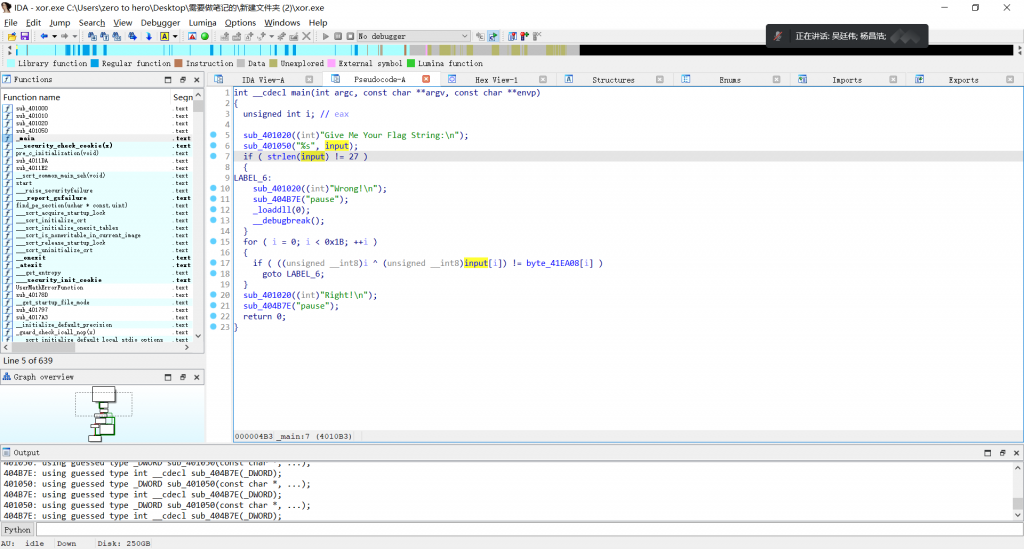 IDA - xor.exe C:\Users\zero to hero\Desktop\需要做笔记的\新建文件夹 (2)\xor.exe
File Edit Jump Search View Debugger Lumina Options Windows Help
No debugger
正在讲话: 吴廷伟; 杨昌浩;
Library function Regular function Instruction Data Unexplored External symbol Lumina function
Functions
IDA View-A Pseudocode-A Hex View-1 Structures Enums Imports Exports
Function name Segn
sub_401000 .text
sub_401010 .text
sub_401020 .text
sub_401050 .text
_main .text
__security_check_cookie(x) .text
pre_c_initialization(void) .text
sub_4011DA .text
sub_4011E2 .text
__scrt_common_main_seh(void) .text
start .text
___raise_securityfailure .text
___report_gsfailure .text
find_pe_section(uchar * const,uint) .text
___scrt_acquire_startup_lock .text
___scrt_initialize_crt .text
___scrt_initialize_onexit_tables .text
___scrt_is_nonwritable_in_current_image .text
___scrt_release_startup_lock .text
___scrt_uninitialize_crt .text
__onexit .text
_atexit .text
___get_entropy .text
___security_init_cookie .text
UserMathErrorFunction .text
sub_40178D .text
__get_startup_file_mode .text
sub_401797 .text
sub_4017A3 .text
__initialize_default_precision .text
_guard_check_icall_nop(x) .text
__scrt_initialize_default_local_stdio_options .text
Line 5 of 639
Graph overview
1 int __cdecl main(int argc, const char **argv, const char **envp)
2 {
3 unsigned int i; // eax
4
5 sub_401020((int)"Give Me Your Flag String:\n");
6 sub_401050("%s", input);
7 if ( strlen(input) != 27 )
8 {
9 LABEL_6:
10 sub_401020((int)"Wrong!\n");
11 sub_404B7E("pause");
12 _loaddll(0);
13 __debugbreak();
14 }
15 for ( i = 0; i < 0x1B; ++i )
16 {
17 if ( ((unsigned __int8)i ^ (unsigned __int8)input[i]) != byte_41EA08[i] )
18 goto LABEL_6;
19 }
20 sub_401020((int)"Right!\n");
21 sub_404B7E("pause");
22 return 0;
23 }
000004B3 _main:7 (4010B3)
Output
401050: using guessed type _DWORD sub_401050(const char *, ...);
404B7E: using guessed type int __cdecl sub_404B7E(_DWORD);
401050: using guessed type _DWORD sub_401050(const char *, ...);
404B7E: using guessed type int __cdecl sub_404B7E(_DWORD);
401050: using guessed type _DWORD sub_401050(const char *, ...);
404B7E: using guessed type int __cdecl sub_404B7E(_DWORD);
Python
AU: idle Down Disk: 250GB